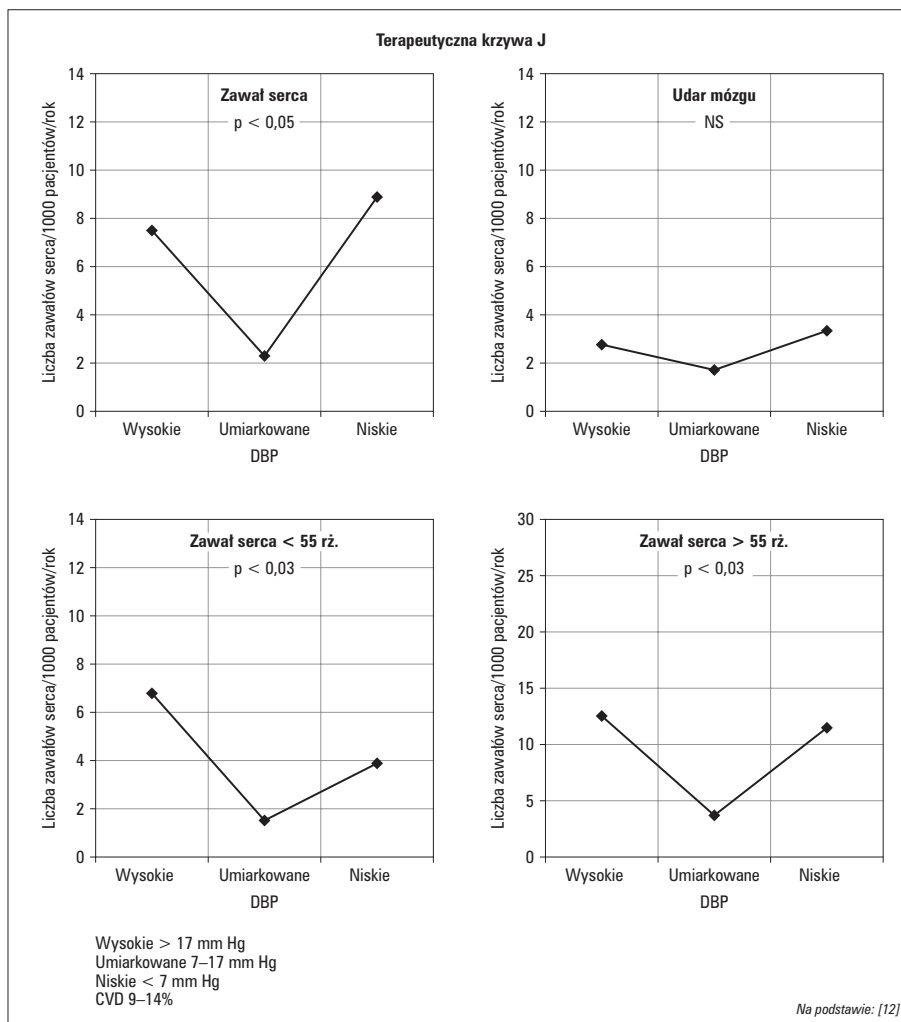 Terapeutyczna krzywa J
Liczba zawałów serca/1000 pacjentów/rok
14
12
10
8
6
4
2
0
Zawał serca
p < 0,05
Wysokie Umiarkowane Niskie
DBP
Liczba zawałów serca/1000 pacjentów/rok
14
12
10
8
6
4
2
0
Udar mózgu
NS
Wysokie Umiarkowane Niskie
DBP
Liczba zawałów serca/1000 pacjentów/rok
14
12
10
8
6
4
2
0
Zawał serca < 55 rż.
p < 0,03
Wysokie Umiarkowane Niskie
DBP
Liczba zawałów serca/1000 pacjentów/rok
30
25
20
15
10
5
0
Zawał serca > 55 rż.
p < 0,03
Wysokie Umiarkowane Niskie
DBP
Wysokie > 17 mm Hg
Umiarkowane 7–17 mm Hg
Niskie < 7 mm Hg
CVD 9–14%
Na podstawie: [12]